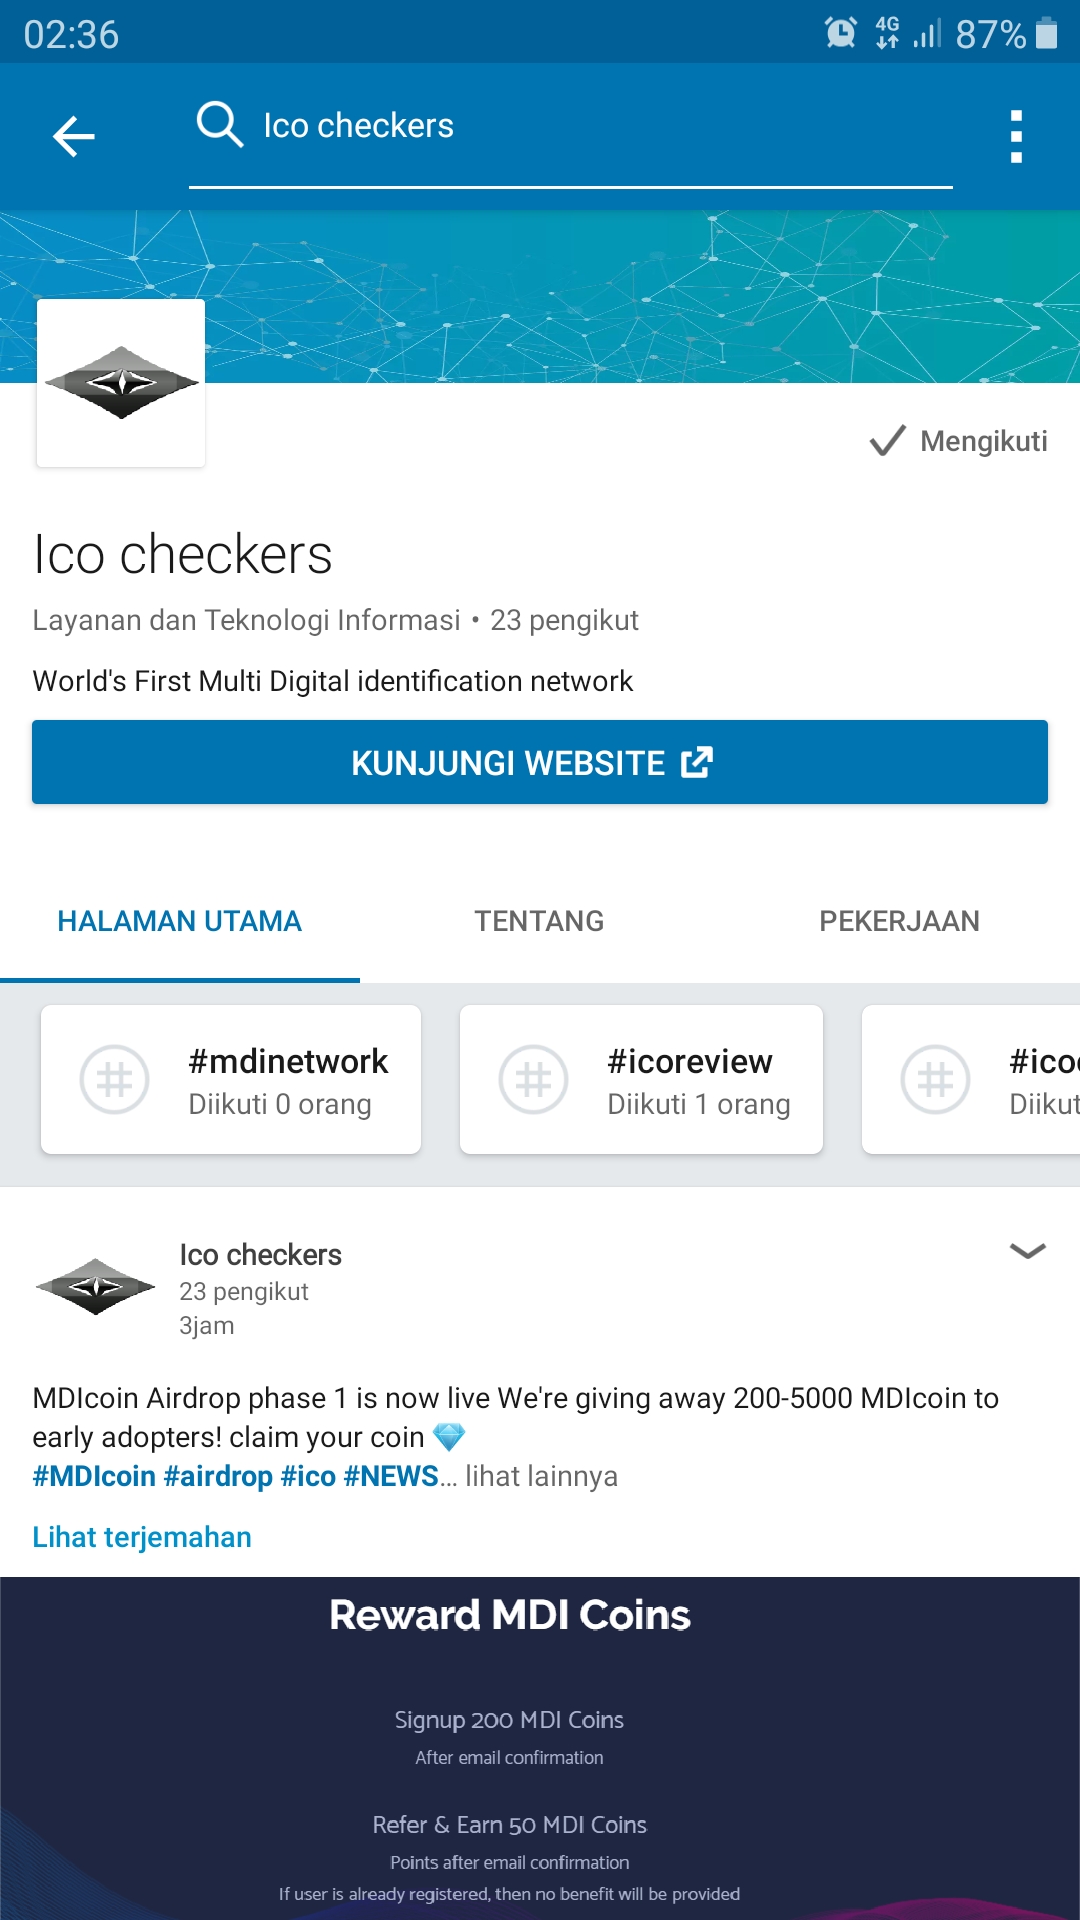 02:36
4G
87%
Ico checkers
Mengikuti
Ico checkers
Layanan dan Teknologi Informasi • 23 pengikut
World's First Multi Digital identification network
KUNJUNGI WEBSITE
HALAMAN UTAMA
TENTANG
PEKERJAAN
#mdinetwork
Diikuti 0 orang
#icoreview
Diikuti 1 orang
Ico checkers
23 pengikut
3jam
MDIcoin Airdrop phase 1 is now live We're giving away 200-5000 MDIcoin to
early adopters! claim your coin 💎
#MDIcoin #airdrop #ico #NEWS... lihat lainnya
Lihat terjemahan
Reward MDI Coins
Signup 200 MDI Coins
After email confirmation
Refer & Earn 50 MDI Coins
Points after email confirmation
If user is already registered, then no benefit will be provided